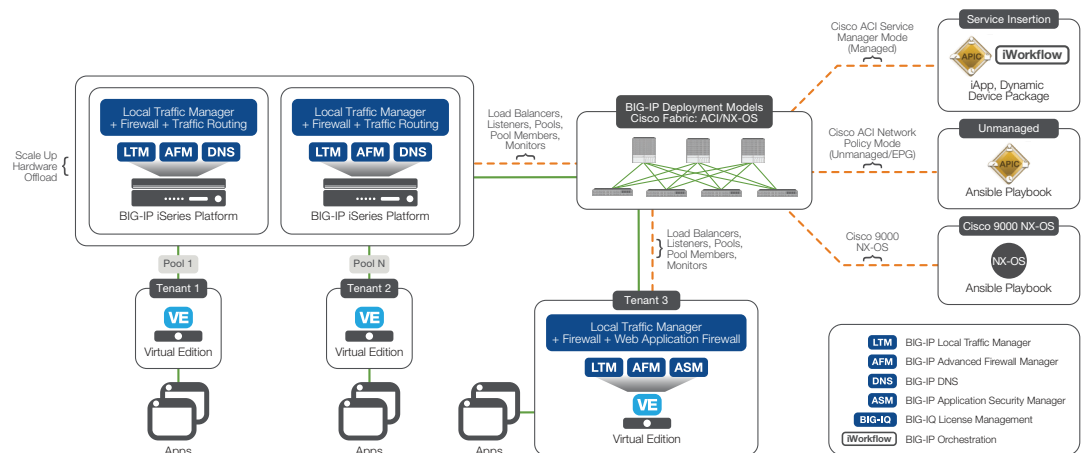 Scale Up
Hardware
Offload
Local Traffic Manager
+ Firewall + Traffic Routing
LTM AFM DNS
BIG-IP iSeries Platform
Local Traffic Manager
+ Firewall + Traffic Routing
LTM AFM DNS
BIG-IP iSeries Platform
Pool 1
Tenant 1
VE
Virtual Edition
Apps
Pool N
Tenant 2
VE
Virtual Edition
Apps
Load Balancers,
Listeners, Pools,
Pool Members,
Monitors
BIG-IP Deployment Models
Cisco Fabric: ACI/NX-OS
Load Balancers,
Listeners, Pools,
Pool Members,
Monitors
Tenant 3
Local Traffic Manager
+ Firewall + Web Application Firewall
LTM AFM ASM
VE
Virtual Edition
Apps
Cisco ACI Service
Manager Mode
(Managed)
Service Insertion
APIC iWorkflow
iApp, Dynamic
Device Package
Cisco ACI Network
Policy Mode
(Unmanaged/EPG)
Unmanaged
APIC
Ansible Playbook
Cisco 9000
NX-OS
Cisco 9000 NX-OS
NX-OS
Ansible Playbook
LTM BIG-IP Local Traffic Manager
AFM BIG-IP Advanced Firewall Manager
DNS BIG-IP DNS
ASM BIG-IP Application Security Manager
BIG-IQ BIG-IQ License Management
iWorkflow BIG-IP Orchestration